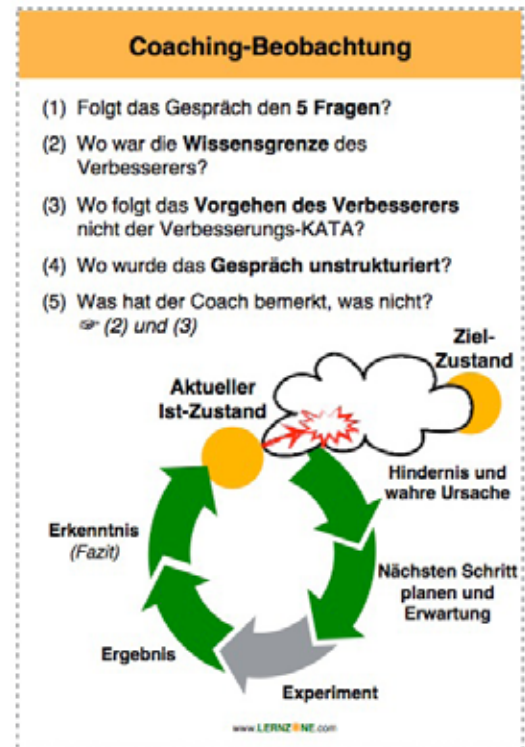 Coaching-Beobachtung
(1) Folgt das Gespräch den 5 Fragen?
(2) Wo war die Wissensgrenze des
Verbesserers?
(3) Wo folgt das Vorgehen des Verbesserers
nicht der Verbesserungs-KATA?
(4) Wo wurde das Gespräch unstrukturiert?
(5) Was hat der Coach bemerkt, was nicht?
☞ (2) und (3)
Ziel-
Zustand
Aktueller
Ist-Zustand
Hindernis und
wahre Ursache
Nächsten Schritt
planen und
Erwartung
Experiment
Ergebnis
Erkenntnis
(Fazit)
www.LERNZONE.com